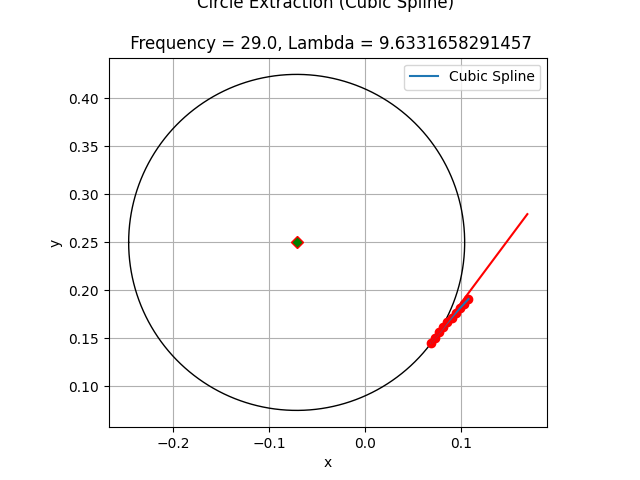 Circle Extraction (Cubic Spline)
Frequency = 29.0, Lambda = 9.6331658291457
Cubic Spline
0.40
0.35
0.30
0.25
0.20
0.15
0.10
y
−0.2
−0.1
0.0
0.1
x